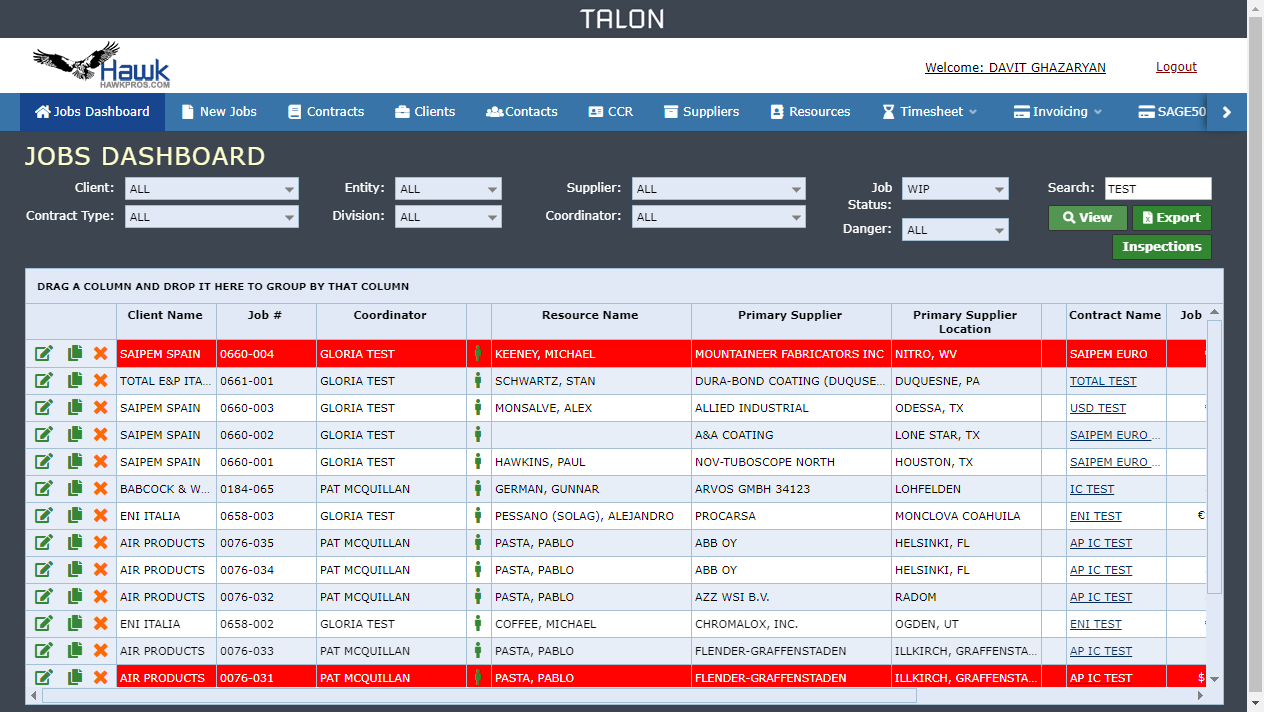 TALON
Hawk
HAWKPROS.COM
Welcome: DAVIT GHAZARYAN Logout
Jobs Dashboard New Jobs Contracts Clients Contacts CCR Suppliers Resources Timesheet Invoicing SAGE50
JOBS DASHBOARD
Client: ALL Entity: ALL Supplier: ALL Job Status: WIP Search: TEST
Contract Type: ALL Division: ALL Coordinator: ALL Danger: ALL View Export
Inspections
DRAG A COLUMN AND DROP IT HERE TO GROUP BY THAT COLUMN
Client Name Job # Coordinator Resource Name Primary Supplier Primary Supplier Location Contract Name Job
SAIPEM SPAIN 0660-004 GLORIA TEST KEENEY, MICHAEL MOUNTAINEER FABRICATORS INC NITRO, WV SAIPEM EURO
TOTAL E&P ITA... 0661-001 GLORIA TEST SCHWARTZ, STAN DURA-BOND COATING (DUQUSE... DUQUESNE, PA TOTAL TEST
SAIPEM SPAIN 0660-003 GLORIA TEST MONSALVE, ALEX ALLIED INDUSTRIAL ODESSA, TX USD TEST
SAIPEM SPAIN 0660-002 GLORIA TEST A&A COATING LONE STAR, TX SAIPEM EURO ...
SAIPEM SPAIN 0660-001 GLORIA TEST HAWKINS, PAUL NOV-TUBOSCOPE NORTH HOUSTON, TX SAIPEM EURO ...
BABCOCK & W... 0184-065 PAT MCQUILLAN GERMAN, GUNNAR ARVOS GMBH 34123 LOHFELDEN IC TEST
ENI ITALIA 0658-003 GLORIA TEST PESSANO (SOLAG), ALEJANDRO PROCARSA MONCLOVA COAHUILA ENI TEST €
AIR PRODUCTS 0076-035 PAT MCQUILLAN PASTA, PABLO ABB OY HELSINKI, FL AP IC TEST
AIR PRODUCTS 0076-034 PAT MCQUILLAN PASTA, PABLO ABB OY HELSINKI, FL AP IC TEST
AIR PRODUCTS 0076-032 PAT MCQUILLAN PASTA, PABLO AZZ WSI B.V. RADOM AP IC TEST
ENI ITALIA 0658-002 GLORIA TEST COFFEE, MICHAEL CHROMALOX, INC. OGDEN, UT ENI TEST
AIR PRODUCTS 0076-033 PAT MCQUILLAN PASTA, PABLO FLENDER-GRAFFENSTADEN ILLKIRCH, GRAFFENSTA... AP IC TEST
AIR PRODUCTS 0076-031 PAT MCQUILLAN PASTA, PABLO FLENDER-GRAFFENSTADEN ILLKIRCH, GRAFFENSTA... AP IC TEST $